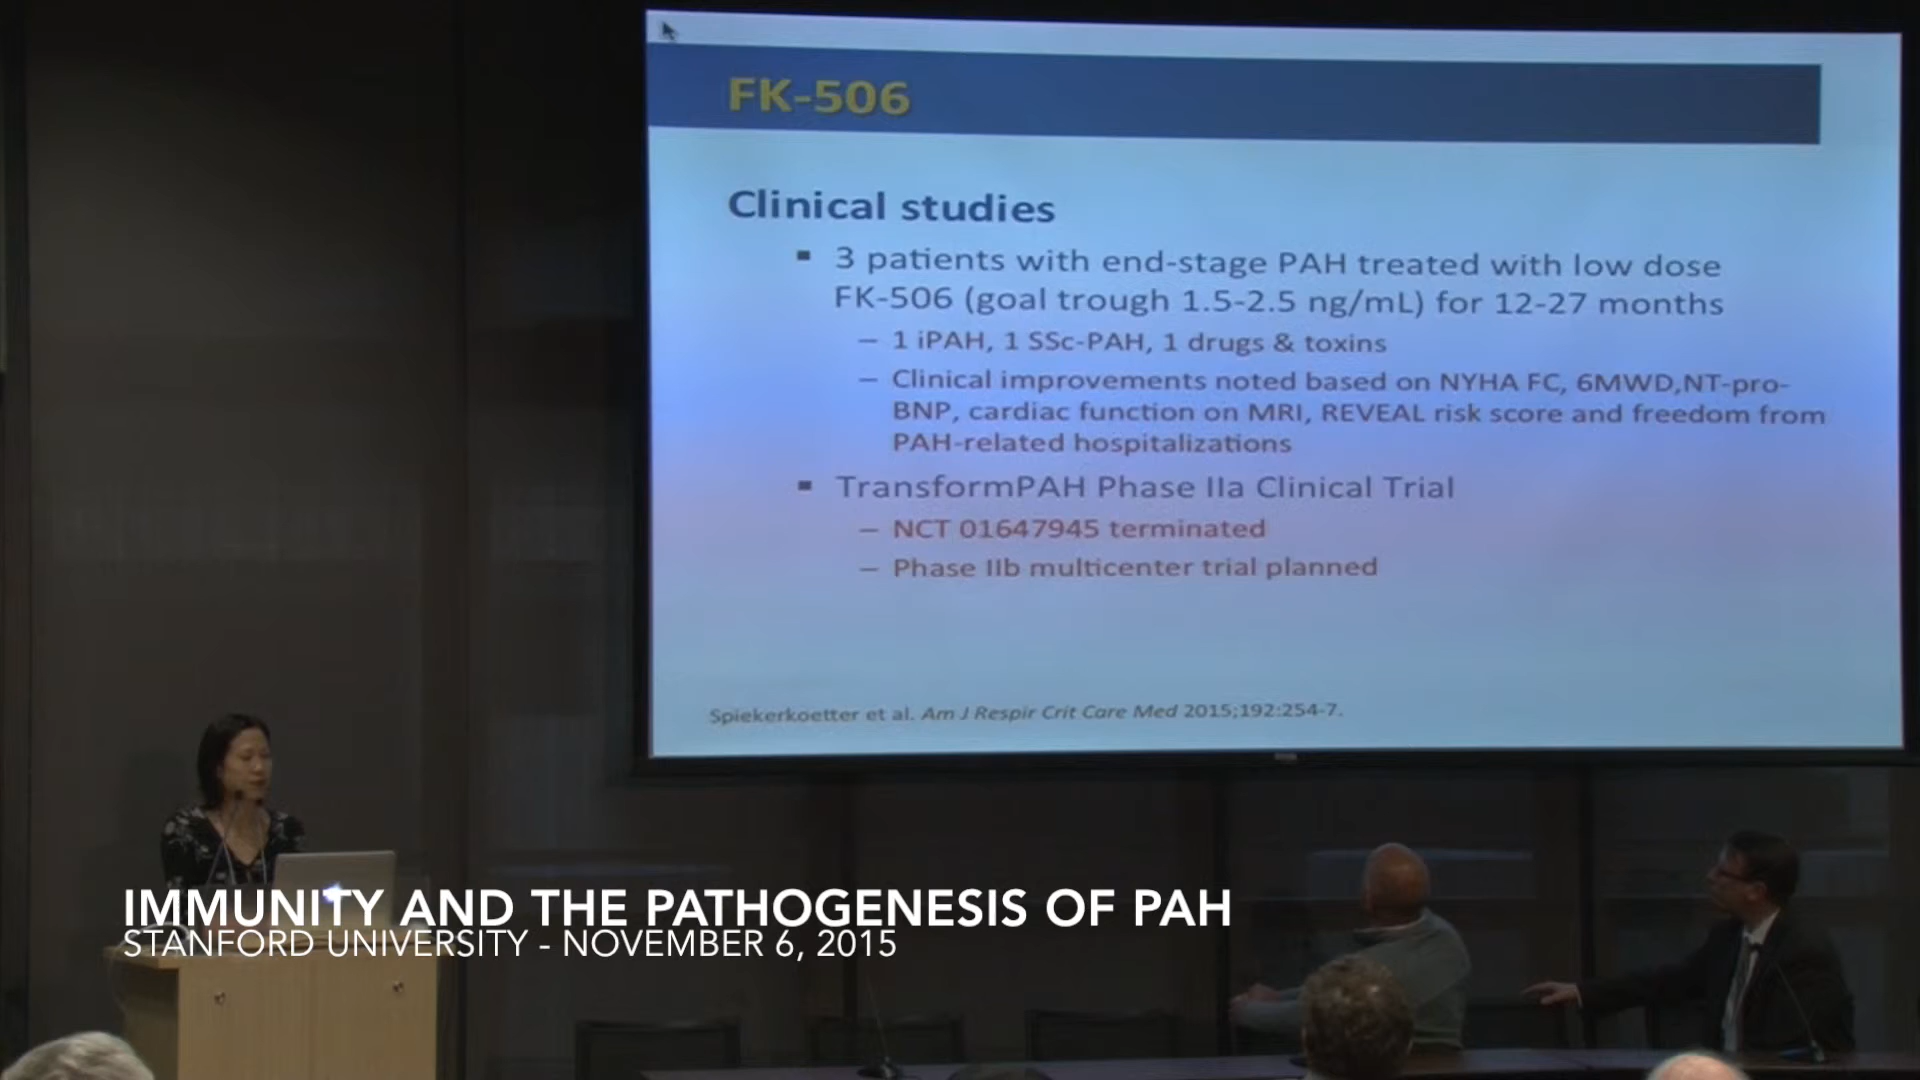 FK-506
Clinical studies
▪ 3 patients with end-stage PAH treated with low dose
FK-506 (goal trough 1.5-2.5 ng/mL) for 12-27 months
– 1 iPAH, 1 SSc-PAH, 1 drugs & toxins
– Clinical improvements noted based on NYHA FC, 6MWD,NT-pro-
BNP, cardiac function on MRI, REVEAL risk score and freedom from
PAH-related hospitalizations
▪ TransformPAH Phase IIa Clinical Trial
– NCT 01647945 terminated
– Phase IIb multicenter trial planned
Spiekerkoetter et al. Am J Respir Crit Care Med 2015;192:254-7.
IMMUNITY AND THE PATHOGENESIS OF PAH
STANFORD UNIVERSITY - NOVEMBER 6, 2015